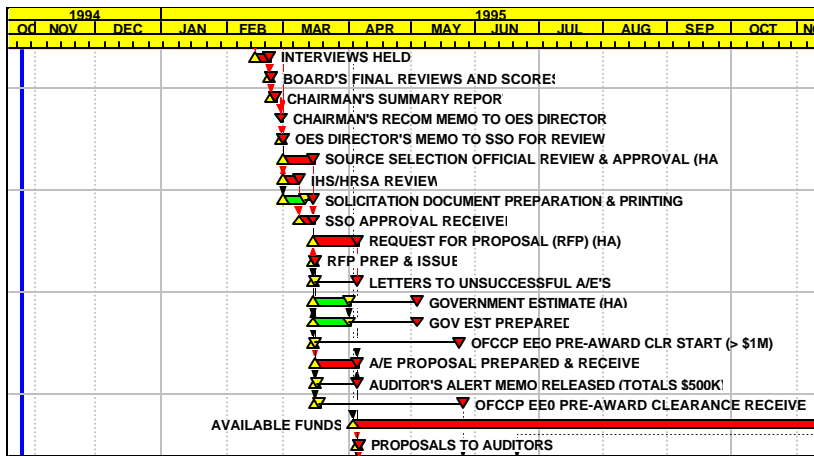 1994 1995
OC NOV DEC JAN FEB MAR APR MAY JUN JUL AUG SEP OCT NO
INTERVIEWS HELD
BOARD'S FINAL REVIEWS AND SCORES
CHAIRMAN'S SUMMARY REPOR
CHAIRMAN'S RECOM MEMO TO OES DIRECTOR
OES DIRECTOR'S MEMO TO SSO FOR REVIEW
SOURCE SELECTION OFFICIAL REVIEW & APPROVAL (HA
IHS/HRSA REVIEW
SOLICITATION DOCUMENT PREPARATION & PRINTING
SSO APPROVAL RECEIVE
REQUEST FOR PROPOSAL (RFP) (HA)
RFP PREP & ISSUE
LETTERS TO UNSUCCESSFUL A/E'S
GOVERNMENT ESTIMATE (HA)
GOV EST PREPARED
OFCCP EEO PRE-AWARD CLR START (> $1M)
A/E PROPOSAL PREPARED & RECEIVE
AUDITOR'S ALERT MEMO RELEASED (TOTALS $500K
OFCCP EE0 PRE-AWARD CLEARANCE RECEIVE
AVAILABLE FUNDS
PROPOSALS TO AUDITORS